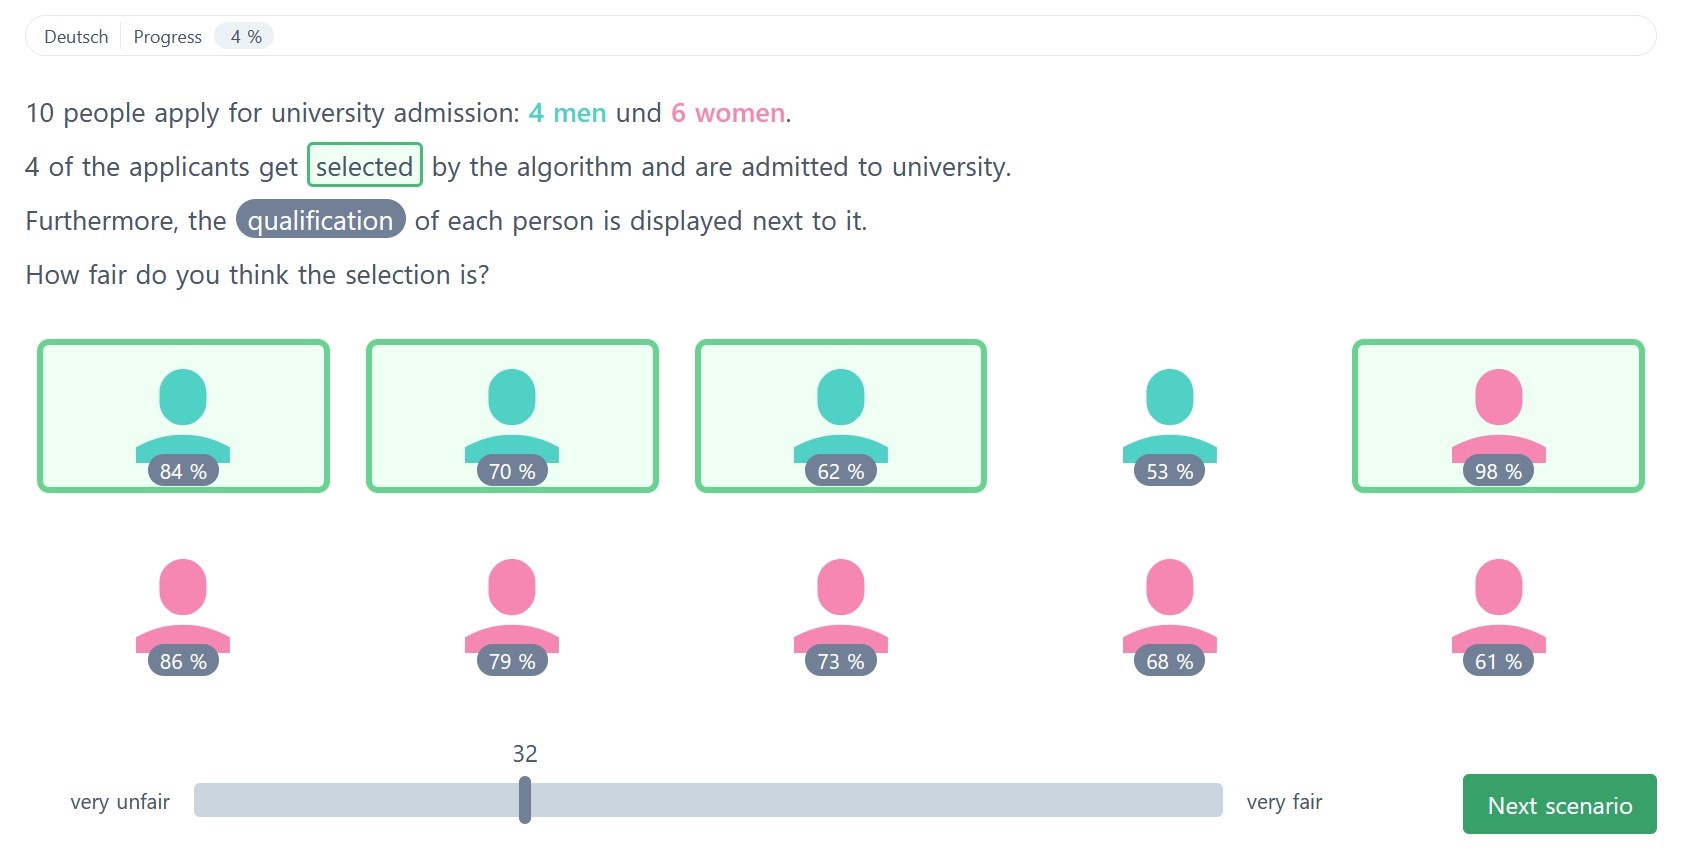 Deutsch Progress 4 %
10 people apply for university admission: 4 men und 6 women.
4 of the applicants get selected by the algorithm and are admitted to university.
Furthermore, the qualification of each person is displayed next to it.
How fair do you think the selection is?
84 % 70 % 62 % 53 % 98 %
86 % 79 % 73 % 68 % 61 %
32
very unfair very fair Next scenario